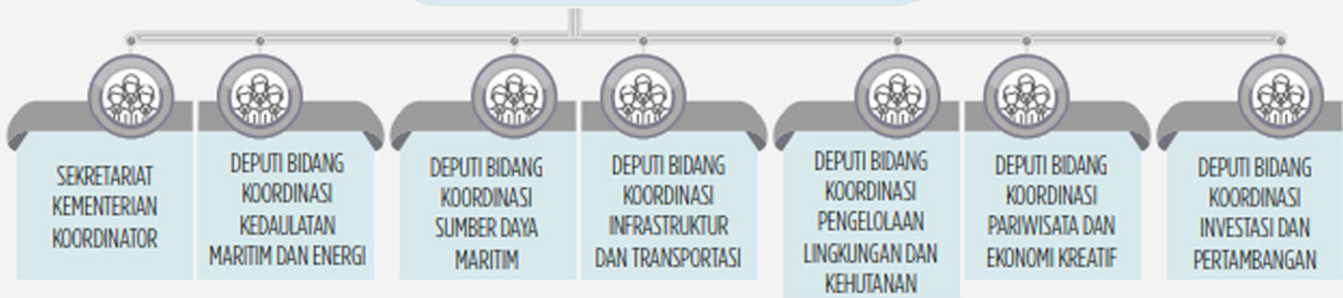 SEKRETARIAT
KEMENTERIAN
KOORDINATOR
DEPUTI BIDANG
KOORDINASI
KEDAULATAN
MARITIM DAN ENERGI
DEPUTI BIDANG
KOORDINASI
SUMBER DAYA
MARITIM
DEPUTI BIDANG
KOORDINASI
INFRASTRUKTUR
DAN TRANSPORTASI
DEPUTI BIDANG
KOORDINASI
PENGELOLAAN
LINGKUNGAN DAN
KEHUTANAN
DEPUTI BIDANG
KOORDINASI
PARIWISATA DAN
EKONOMI KREATIF
DEPUTI BIDANG
KOORDINASI
INVESTASI DAN
PERTAMBANGAN